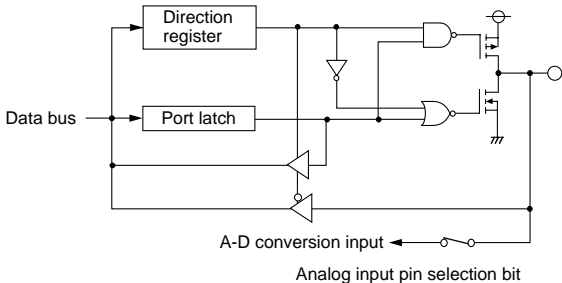 Direction
register
Data bus
Port latch
A-D conversion input
Analog input pin selection bit